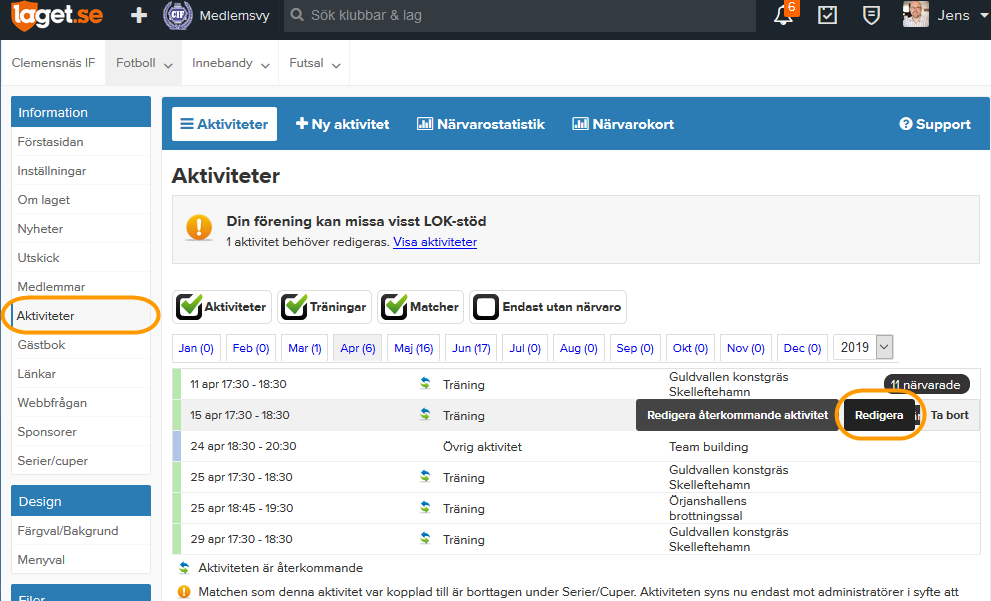 laget.se
CIF
Medlemsvy
Sök klubbar & lag
6
Jens
Clemensnäs IF
Fotboll
Innebandy
Futsal
Information
Förstasidan
Inställningar
Om laget
Nyheter
Utskick
Medlemmar
Aktiviteter
Gästbok
Länkar
Webbfrågan
Sponsorer
Serier/cuper
Design
Färgval/Bakgrund
Menyval
Filer
Aktiviteter
Ny aktivitet
Närvarostatistik
Närvarokort
Support
Aktiviteter
Din förening kan missa visst LOK-stöd
1 aktivitet behöver redigeras. Visa aktiviteter
Aktiviteter
Träningar
Matcher
Endast utan närvaro
Jan (0)
Feb (0)
Mar (1)
Apr (6)
Maj (16)
Jun (17)
Jul (0)
Aug (0)
Sep (0)
Okt (0)
Nov (0)
Dec (0)
2019
11 apr 17:30 - 18:30
Träning
Guldvallen konstgräs
Skelleftehamn
11 närvarade
15 apr 17:30 - 18:30
Träning
Redigera återkommande aktivitet
Redigera
Ta bort
24 apr 18:30 - 20:30
Övrig aktivitet
Team building
25 apr 17:30 - 18:30
Träning
Guldvallen konstgräs
Skelleftehamn
25 apr 18:45 - 19:30
Träning
Örjanshallens
brottningssal
29 apr 17:30 - 18:30
Träning
Guldvallen konstgräs
Skelleftehamn
Aktiviteten är återkommande
Matchen som denna aktivitet var kopplad till är borttagen under Serier/Cuper. Aktiviteten syns nu endast mot administratörer i syfte att